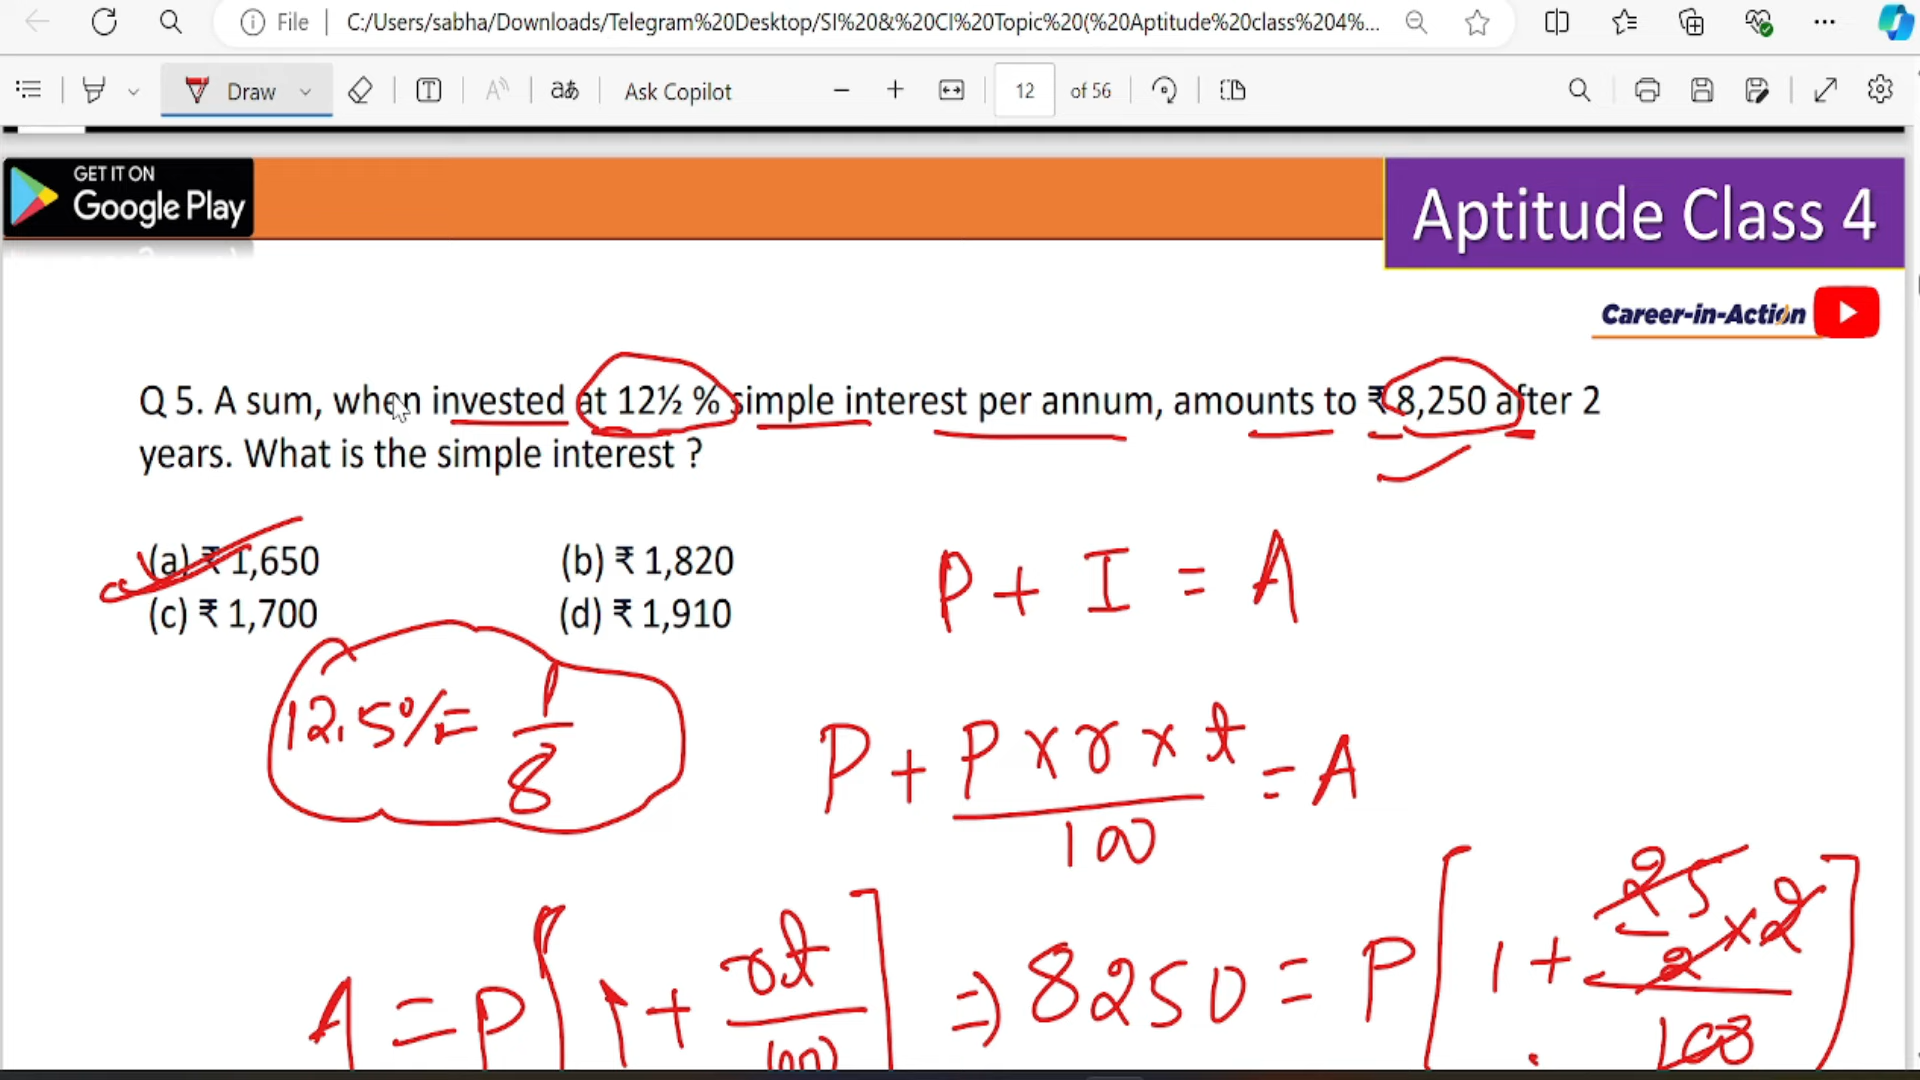 File
C:/Users/sabha/Downloads/Telegram%20Desktop/SI%20&%20CI%20Topic%20(%20Aptitude%20class%204%...
Draw
T
aあ
Ask Copilot
12 of 56
GET IT ON
Google Play
Aptitude Class 4
Career-in-Action
Q 5. A sum, when invested at 12½ % simple interest per annum, amounts to ₹ 8,250 after 2
years. What is the simple interest ?
(a) ₹ 1,650 (b) ₹ 1,820
(c) ₹ 1,700 (d) ₹ 1,910
P + I = A
12.5% = 1/8
P + P × r × t / 100 = A
A = P [ 1 + rt / 100 ] ⇒ 8250 = P [ 1 + 25 × 2 / 2 / 100 ]